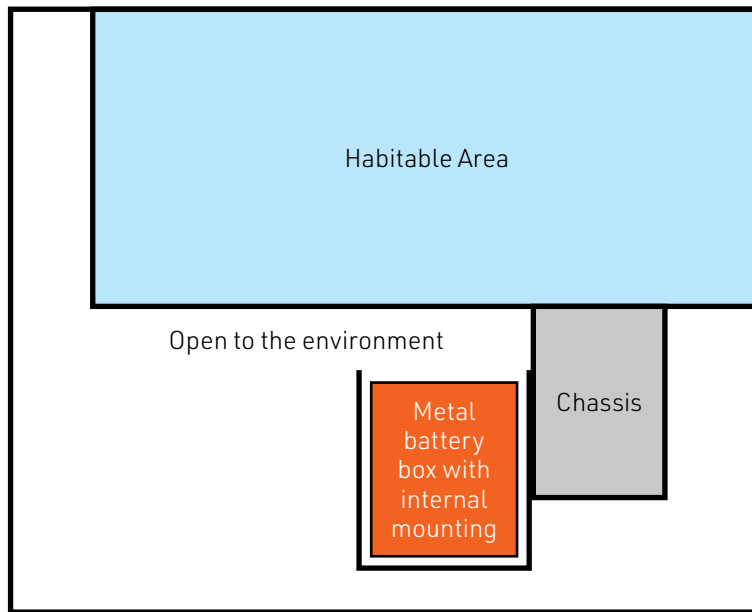 Habitable Area
Open to the environment
Chassis
Metal
battery
box with
internal
mounting